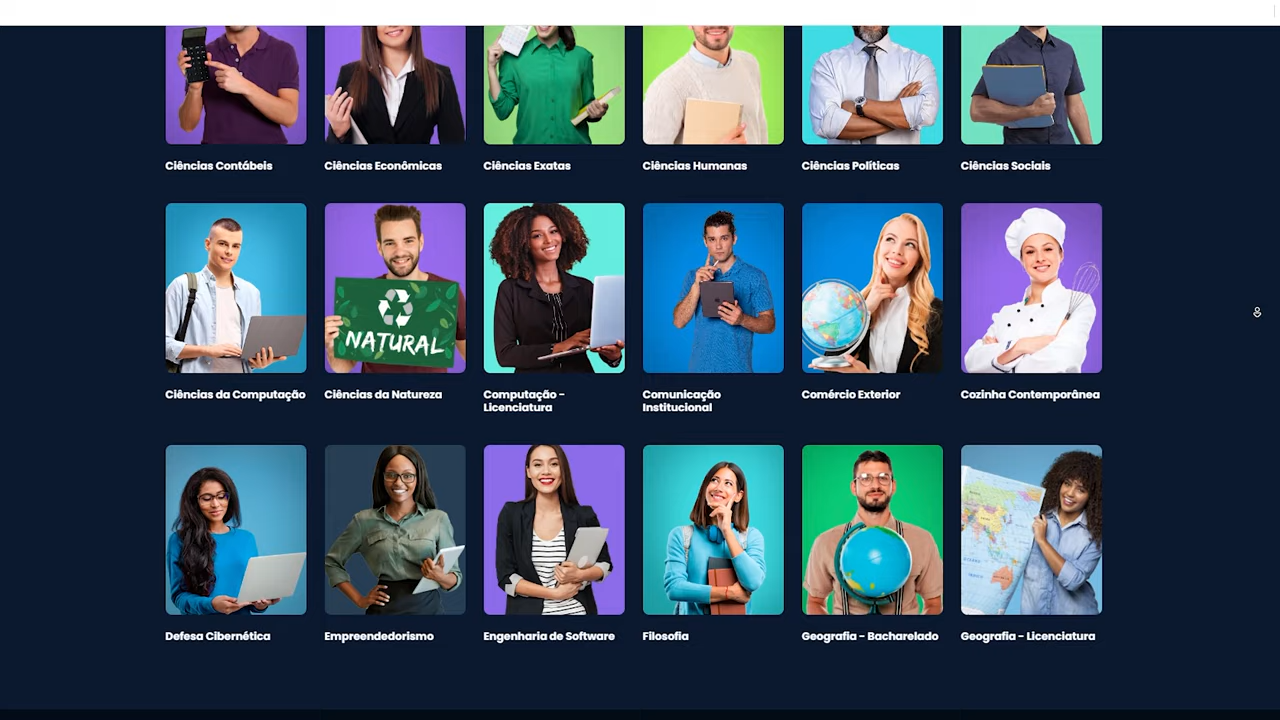 Ciências Contábeis
Ciências Econômicas
Ciências Exatas
Ciências Humanas
Ciências Políticas
Ciências Sociais
NATURAL
Ciências da Computação
Ciências da Natureza
Computação -
Licenciatura
Comunicação
Institucional
Comércio Exterior
Cozinha Contemporânea
Defesa Cibernética
Empreendedorismo
Engenharia de Software
Filosofia
Geografia - Bacharelado
Geografia - Licenciatura